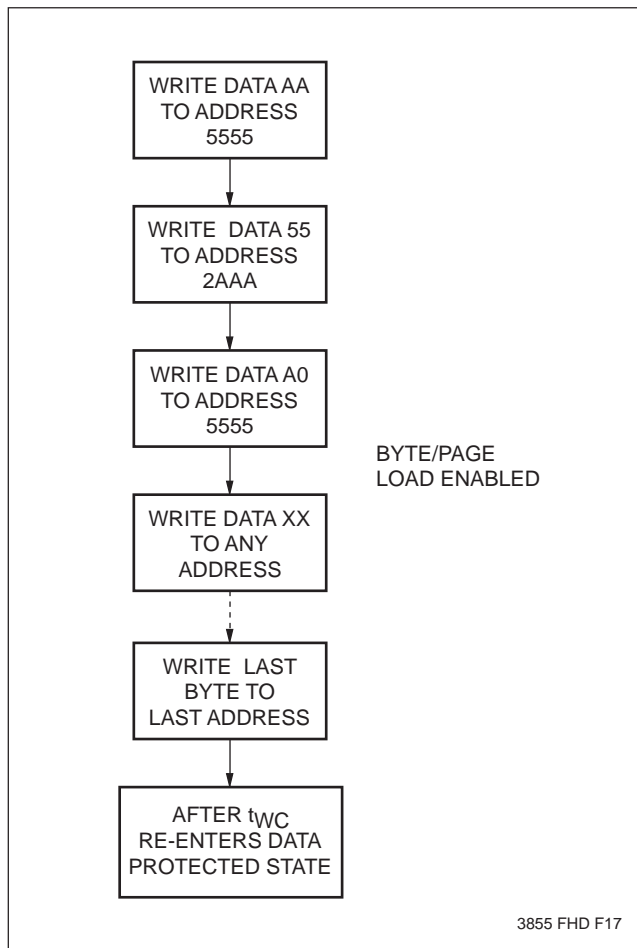 WRITE DATA AA
TO ADDRESS
5555
WRITE DATA 55
TO ADDRESS
2AAA
WRITE DATA A0
TO ADDRESS
5555
BYTE/PAGE
LOAD ENABLED
WRITE DATA XX
TO ANY
ADDRESS
WRITE LAST
BYTE TO
LAST ADDRESS
AFTER tWC
RE-ENTERS DATA
PROTECTED STATE
3855 FHD F17